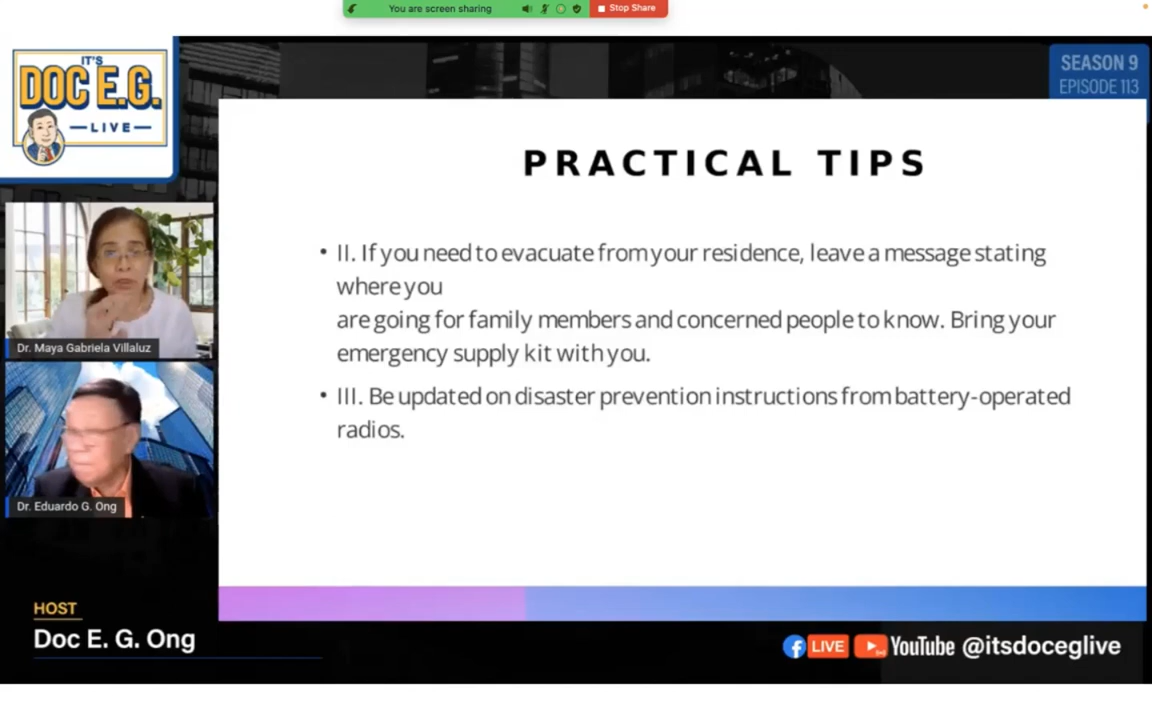 You are screen sharing
Stop Share
IT'S
DOC E.G.
LIVE
SEASON 9
EPISODE 113
PRACTICAL TIPS
• II. If you need to evacuate from your residence, leave a message stating
where you
are going for family members and concerned people to know. Bring your
emergency supply kit with you.
• III. Be updated on disaster prevention instructions from battery-operated
radios.
Dr. Maya Gabriela Villaluz
Dr. Eduardo G. Ong
HOST
Doc E. G. Ong
LIVE YouTube @itsdoceglive